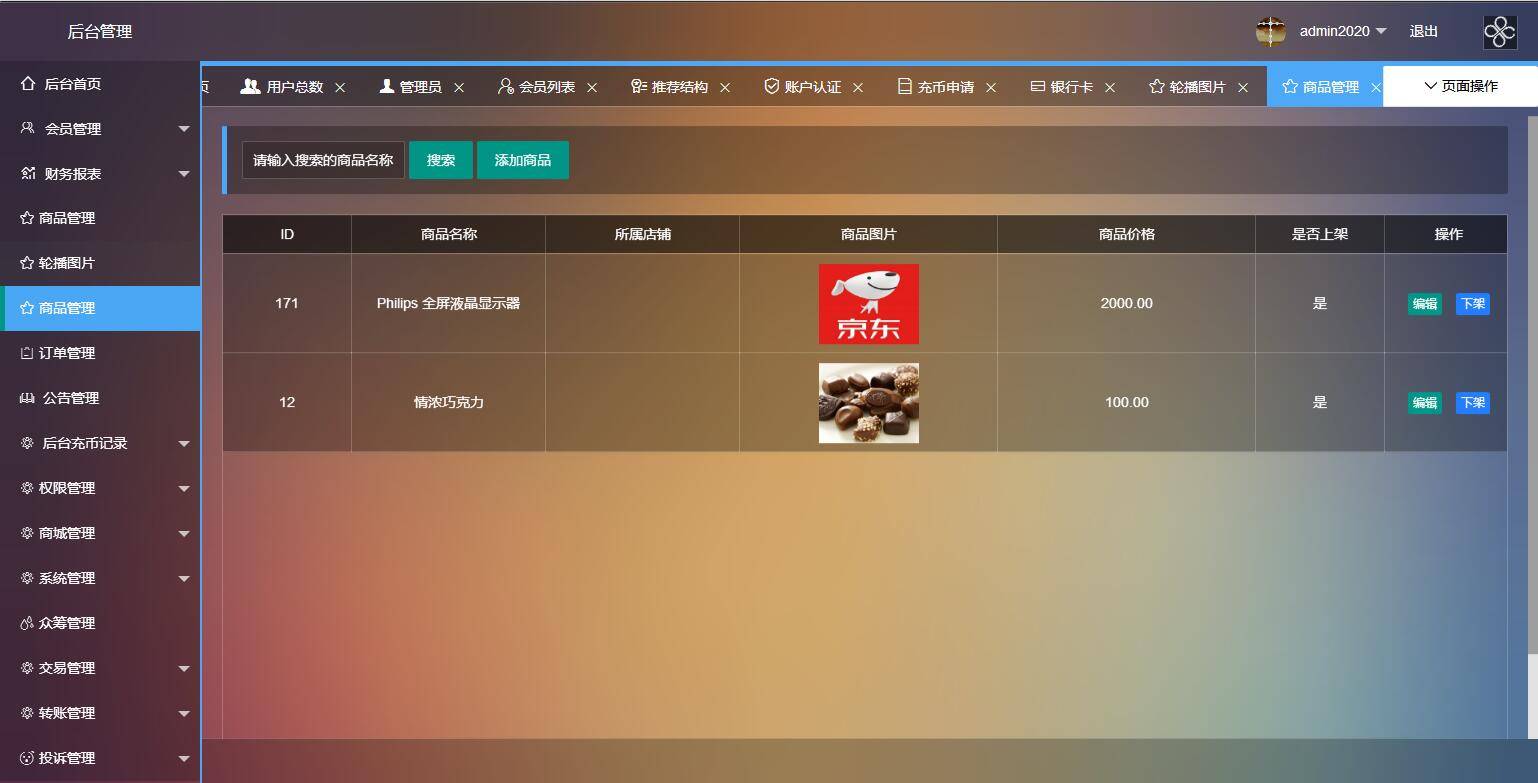 后台管理
admin2020
退出
用户总数
管理员
会员列表
推荐结构
账户认证
充币申请
银行卡
轮播图片
商品管理
页面操作
后台首页
会员管理
财务报表
商品管理
轮播图片
商品管理
订单管理
公告管理
后台充币记录
权限管理
商城管理
系统管理
众筹管理
交易管理
转账管理
投诉管理
请输入搜索的商品名称 搜索 添加商品
ID 商品名称 所属店铺 商品图片 商品价格 是否上架 操作
171 Philips 全屏液晶显示器 京东 2000.00 是 编辑 下架
12 情浓巧克力 100.00 是 编辑 下架